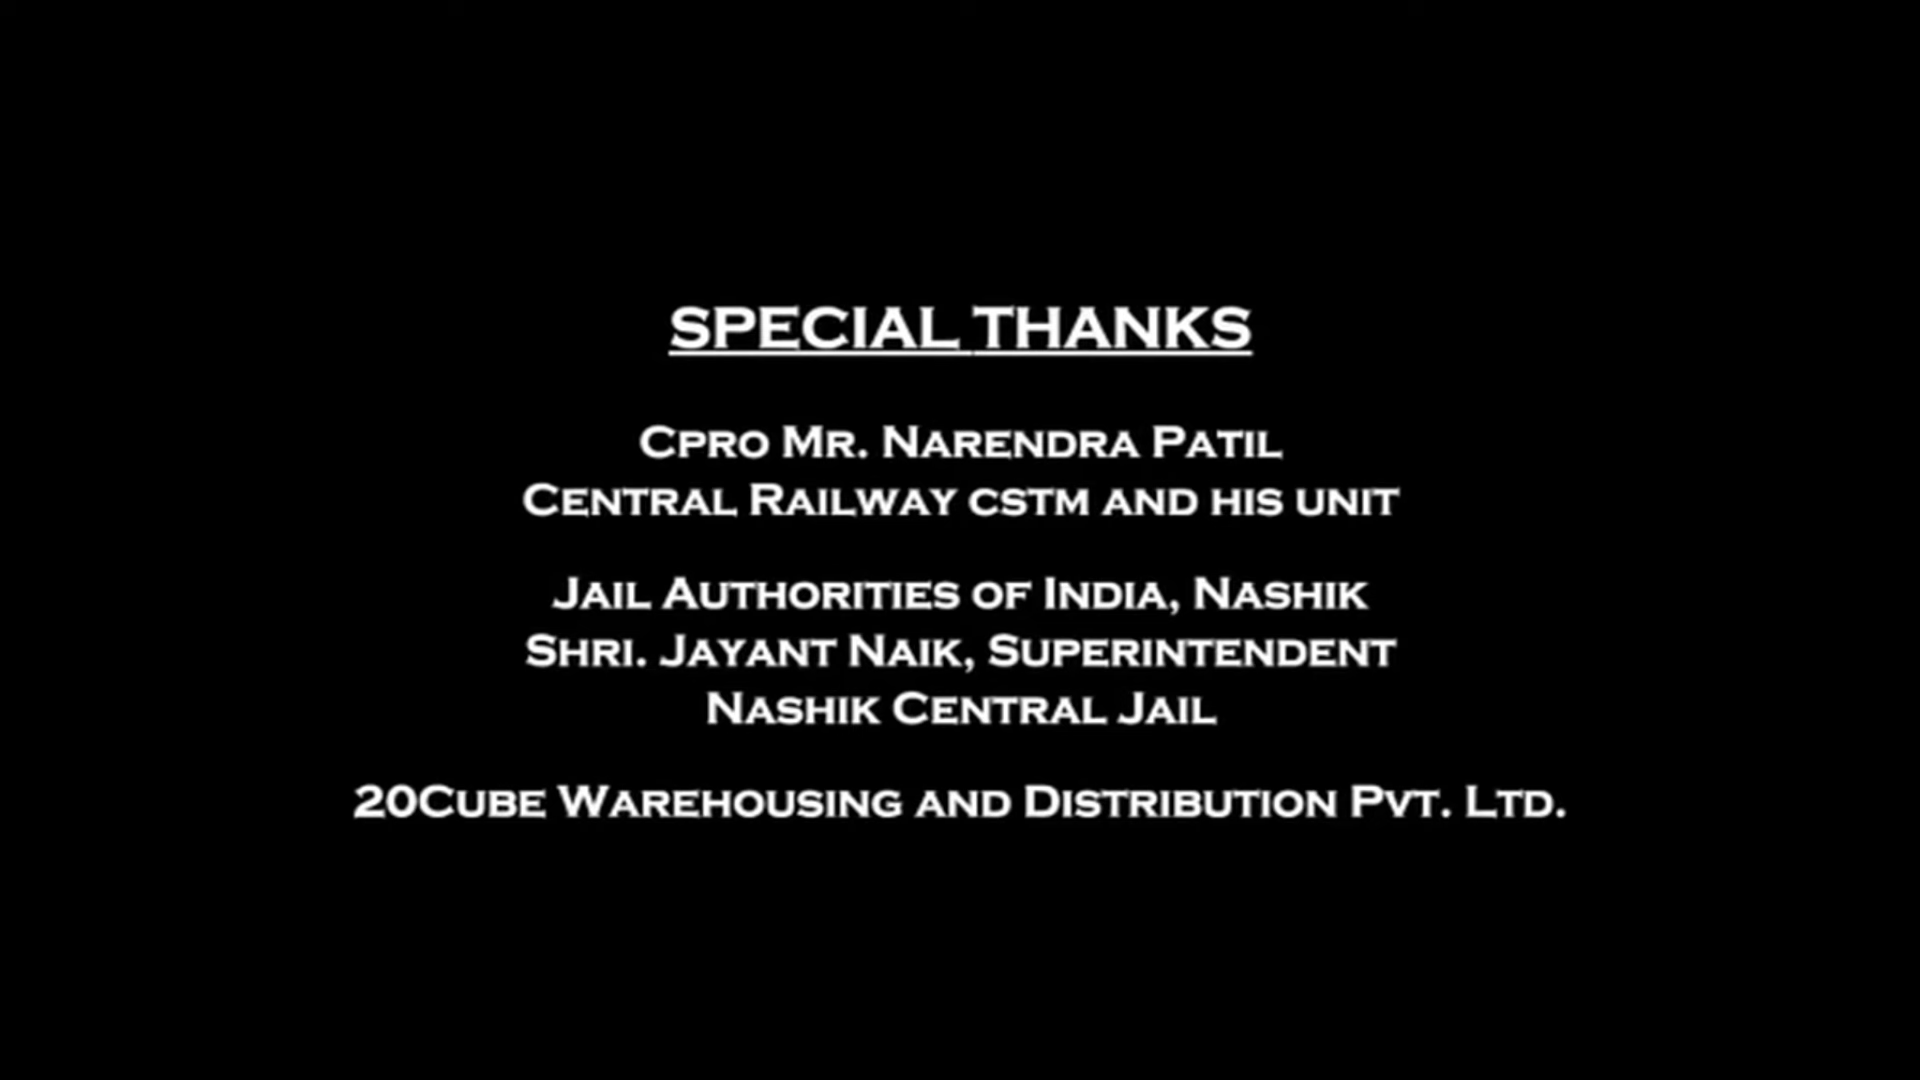 SPECIAL THANKS
CPRO MR. NARENDRA PATIL
CENTRAL RAILWAY CSTM AND HIS UNIT
JAIL AUTHORITIES OF INDIA, NASHIK
SHRI. JAYANT NAIK, SUPERINTENDENT
NASHIK CENTRAL JAIL
20CUBE WAREHOUSING AND DISTRIBUTION PVT. LTD.